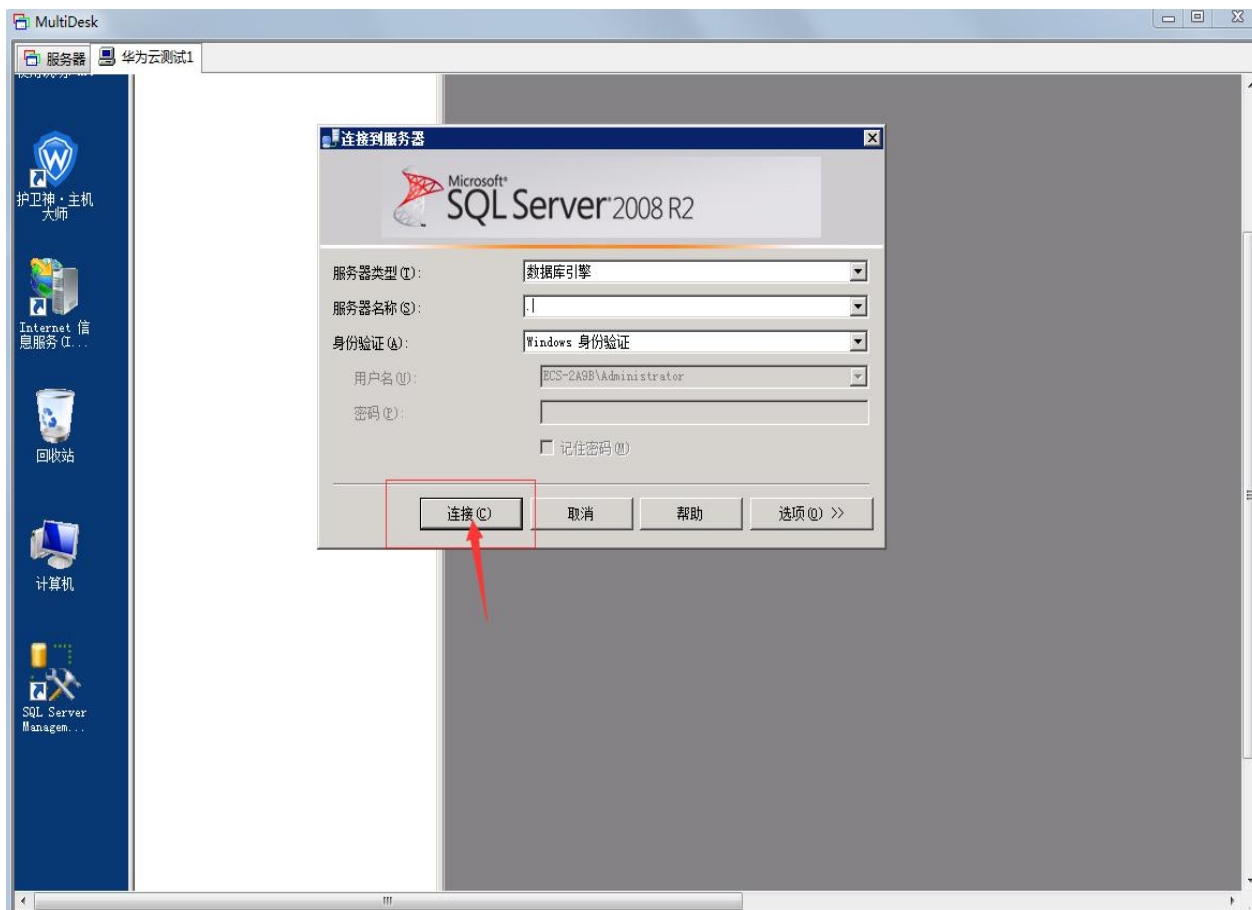 MultiDesk
服务器 华为云测试1
护卫神·主机
大师
Internet 信
息服务(I...
回收站
计算机
SQL Server
Managem...
连接到服务器
Microsoft®
SQL Server® 2008 R2
服务器类型(T):
数据库引擎
服务器名称(S):
.
身份验证(A):
Windows 身份验证
用户名(U):
ECS-2A9B\Administrator
密码(P):
记住密码(M)
连接(C)
取消
帮助
选项(O) >>